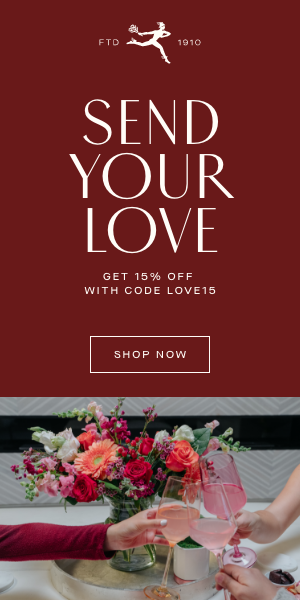 FTD 1910
SEND
YOUR
LOVE
GET 15% OFF
WITH CODE LOVE15
SHOP NOW